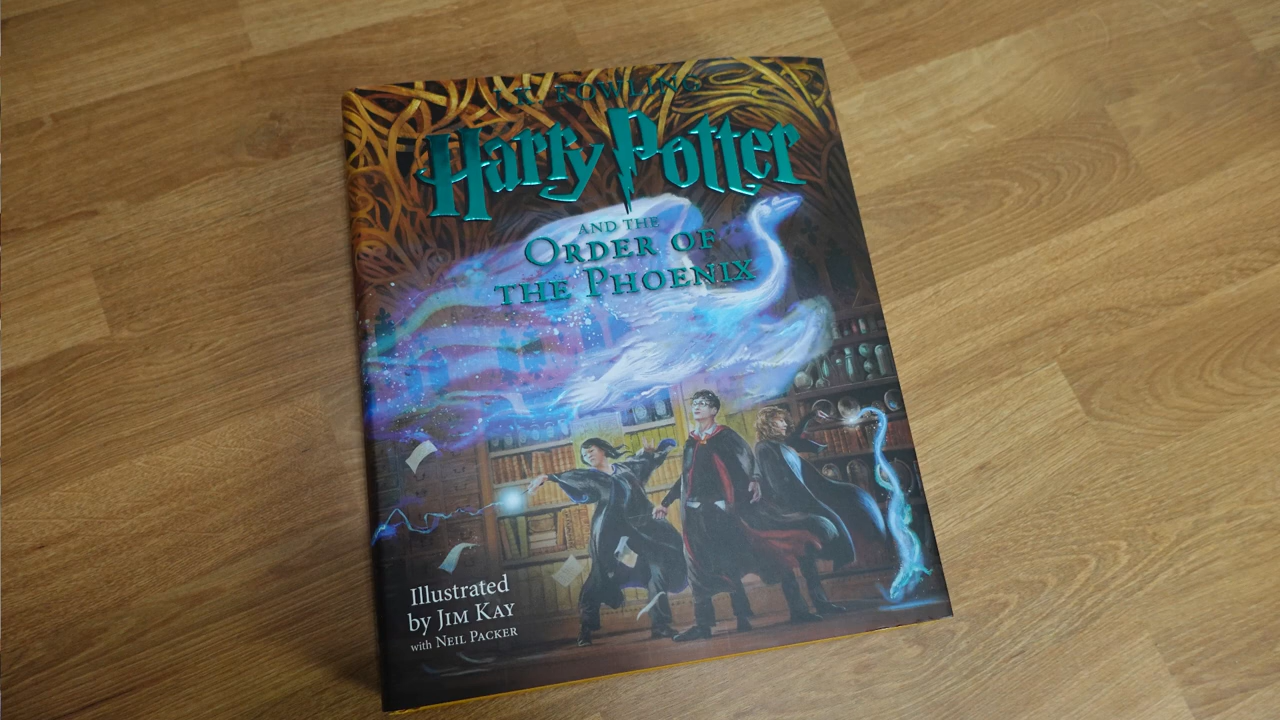 J.K. ROWLING
Harry Potter
AND THE
ORDER OF
THE PHOENIX
Illustrated
by JIM KAY
with NEIL PACKER